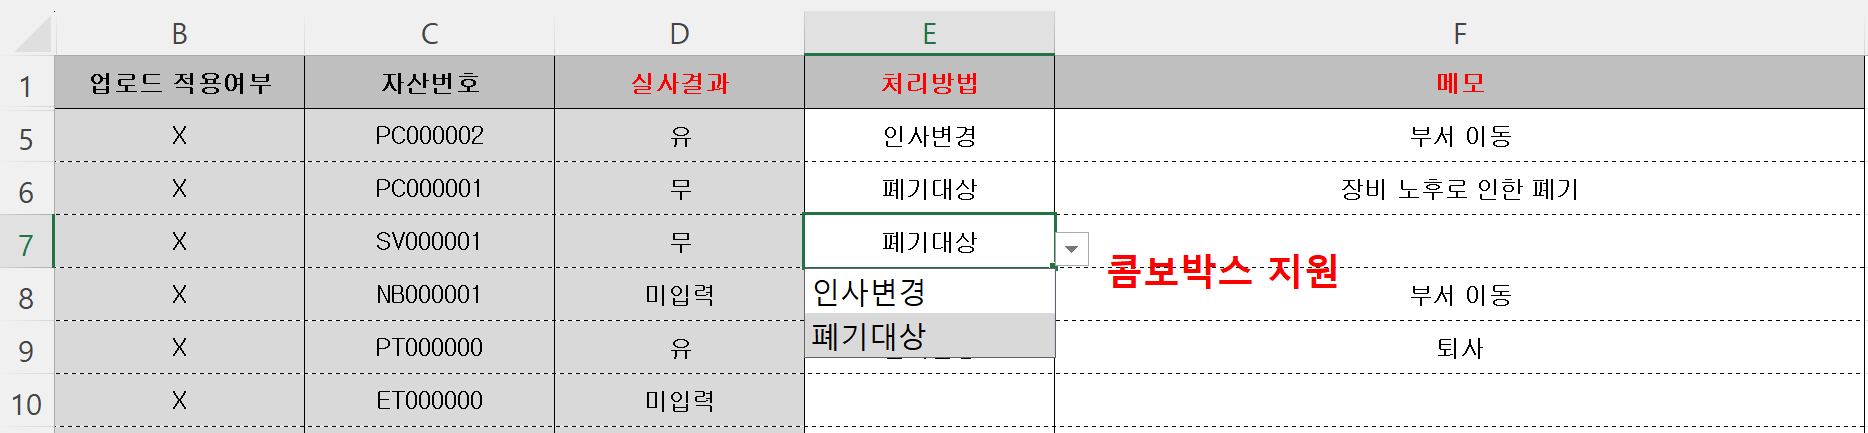 B C D E F
1 업로드 적용여부 자산번호 실사결과 처리방법 메모
5 X PC000002 유 인사변경 부서 이동
6 X PC000001 무 폐기대상 장비 노후로 인한 폐기
7 X SV000001 무 폐기대상
콤보박스 지원
8 X NB000001 미입력 인사변경 부서 이동
9 X PT000000 유 폐기대상 퇴사
10 X ET000000 미입력